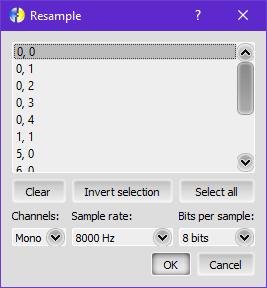 Resample
0, 0
0, 1
0, 2
0, 3
0, 4
1, 1
5, 0
6, 0
Clear Invert selection Select all
Channels: Sample rate: Bits per sample:
Mono 8000 Hz 8 bits
OK Cancel